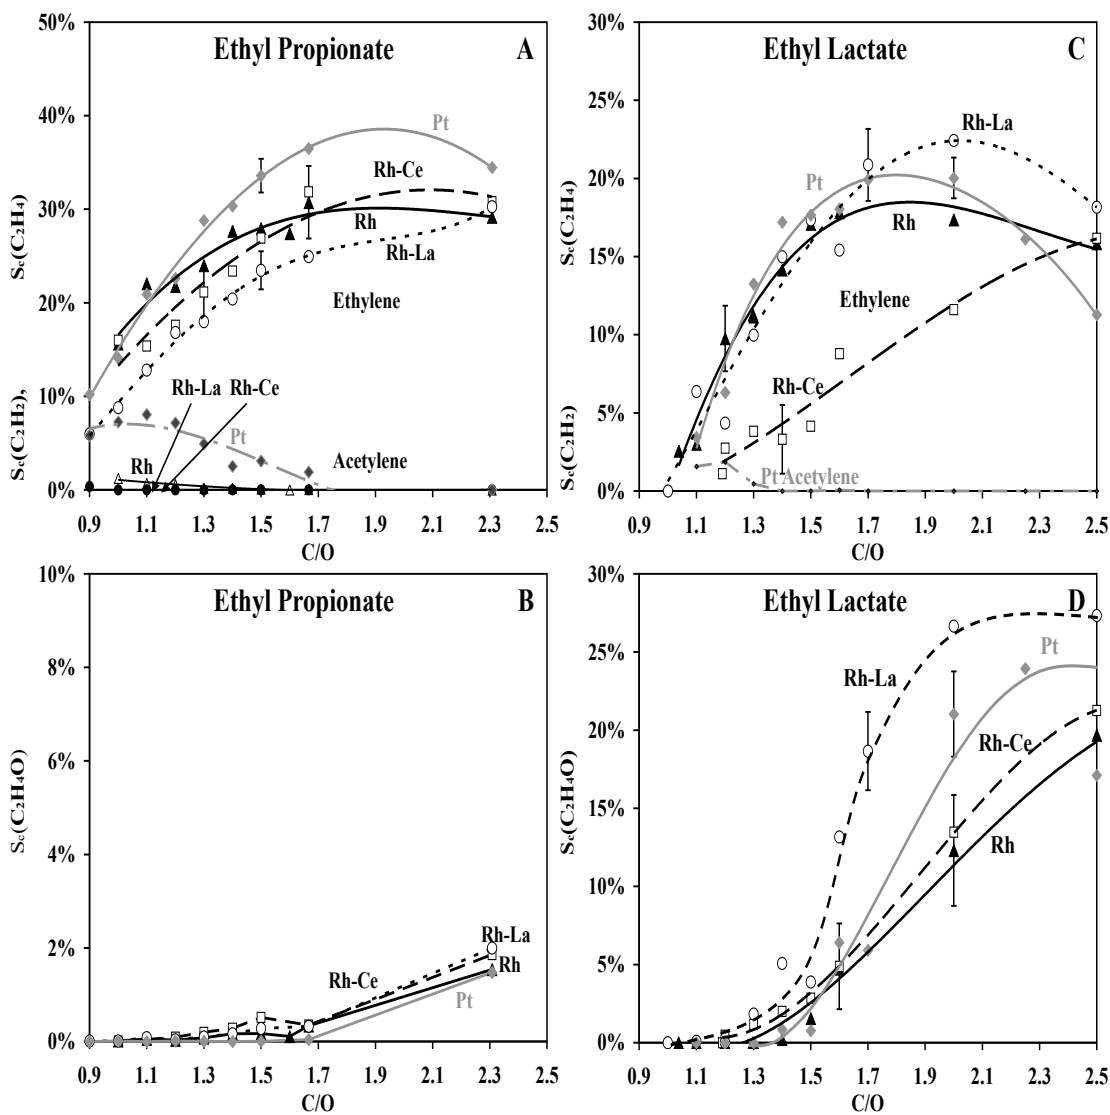 Ethyl Propionate A
50%
40%
30%
20%
10%
0%
Sc(C₂H₂), Sc(C₂H₄)
Pt
Rh-Ce
Rh
Rh-La
Ethylene
Rh-La Rh-Ce
Pt
Rh
Acetylene
0.9 1.1 1.3 1.5 1.7 1.9 2.1 2.3 2.5
C/O
Ethyl Lactate C
30%
25%
20%
15%
10%
5%
0%
Sc(C₂H₂) Sc(C₂H₄)
Rh-La
Pt
Rh
Ethylene
Rh-Ce
Pt Acetylene
0.9 1.1 1.3 1.5 1.7 1.9 2.1 2.3 2.5
C/O
Ethyl Propionate B
10%
8%
6%
4%
2%
0%
Sc(C₂H₄O)
Rh-La
Rh-Ce
Rh
Pt
0.9 1.1 1.3 1.5 1.7 1.9 2.1 2.3 2.5
C/O
Ethyl Lactate D
30%
25%
20%
15%
10%
5%
0%
Sc(C₂H₄O)
Pt
Rh-La
Rh-Ce
Rh
0.9 1.1 1.3 1.5 1.7 1.9 2.1 2.3 2.5
C/O